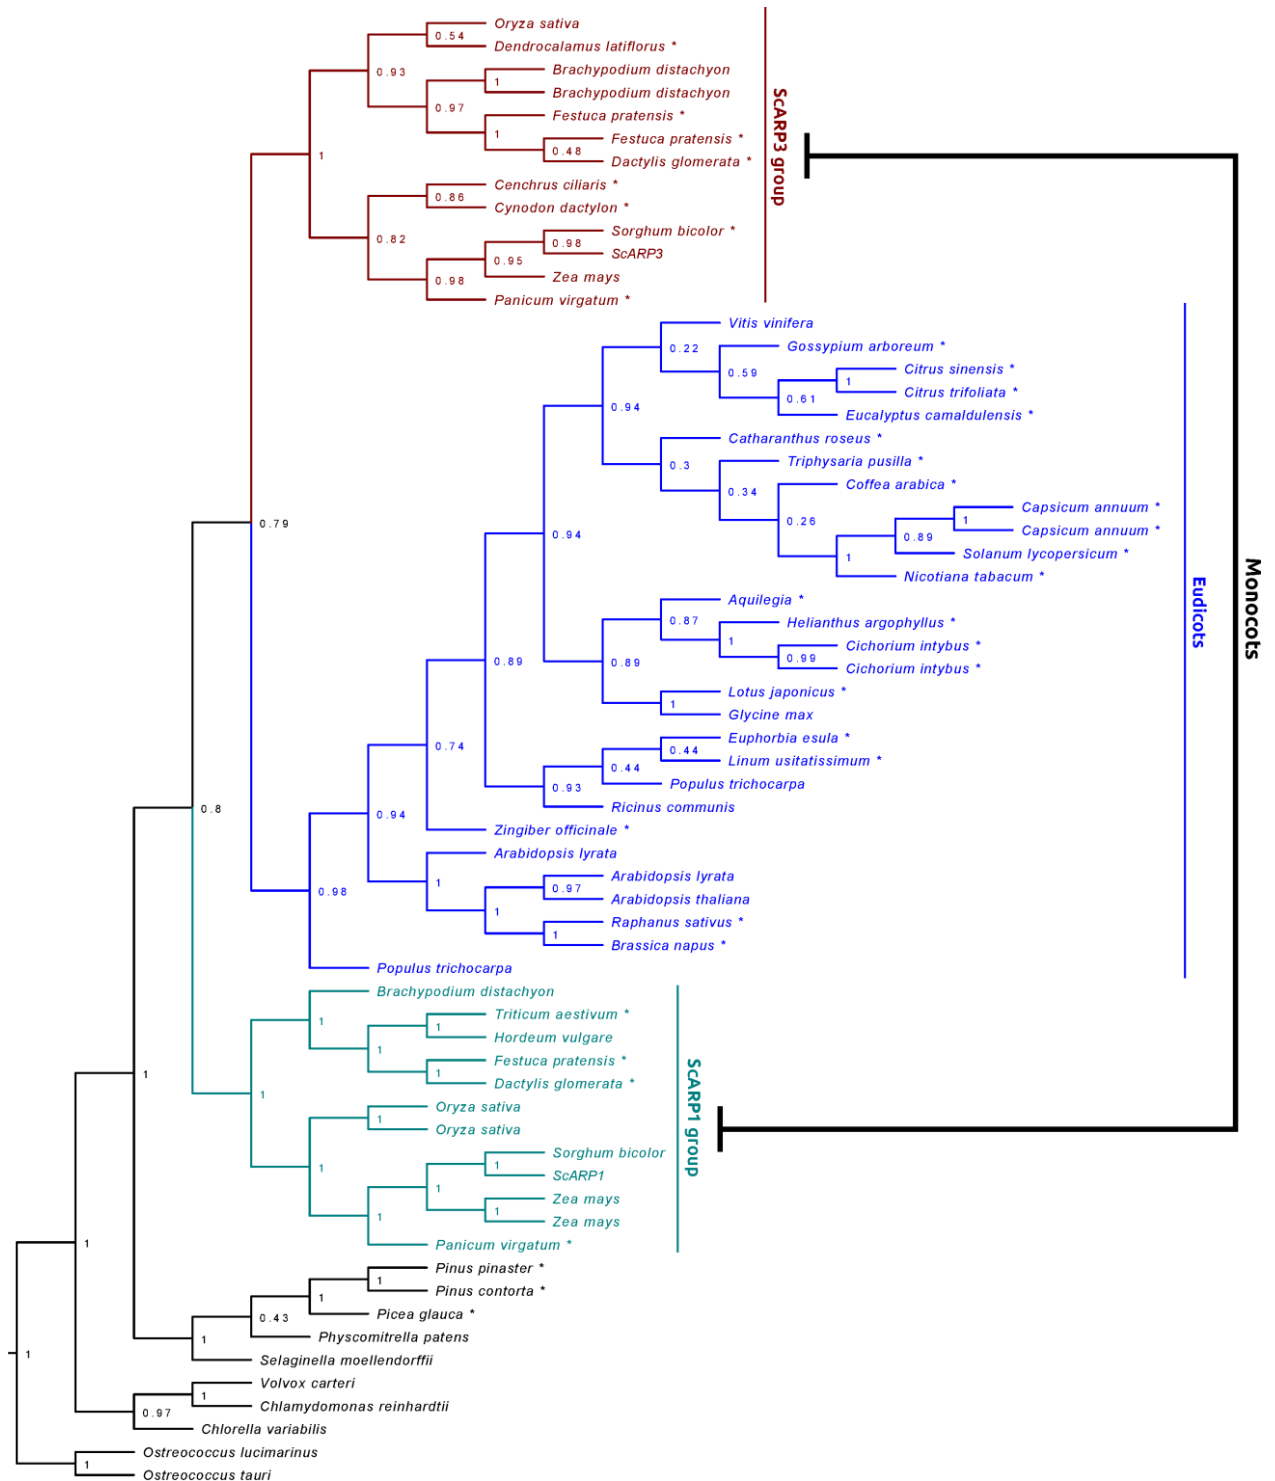 Oryza sativa
0.54
Dendrocalamus latiflorus *
0.93
Brachypodium distachyon
1
Brachypodium distachyon
0.97
Festuca pratensis *
1
Festuca pratensis *
0.48
Dactylis glomerata *
1
ScARP3 group
Cenchrus ciliaris *
0.86
Cynodon dactylon *
0.82
Sorghum bicolor *
0.98
ScARP3
0.95
Zea mays
0.98
Panicum virgatum *
Vitis vinifera
0.22
Gossypium arboreum *
0.59
Citrus sinensis *
1
Citrus trifoliata *
0.61
Eucalyptus camaldulensis *
0.94
Catharanthus roseus *
0.3
Triphysaria pusilla *
0.34
Coffea arabica *
0.26
Capsicum annuum *
1
Capsicum annuum *
0.89
Solanum lycopersicum *
1
Nicotiana tabacum *
0.79
0.94
Aquilegia *
0.87
Helianthus argophyllus *
1
Cichorium intybus *
0.99
Cichorium intybus *
0.89
0.89
Lotus japonicus *
1
Glycine max
Eudicots
Monocots
Euphorbia esula *
0.44
Linum usitatissimum *
0.44
Populus trichocarpa
0.93
Ricinus communis
0.74
0.8
0.94
Zingiber officinale *
Arabidopsis lyrata
1
Arabidopsis lyrata
0.97
Arabidopsis thaliana
1
Raphanus sativus *
1
Brassica napus *
0.98
Populus trichocarpa
Brachypodium distachyon
1
Triticum aestivum *
1
Hordeum vulgare
1
Festuca pratensis *
1
Dactylis glomerata *
1
1
ScARP1 group
Oryza sativa
1
Oryza sativa
1
Sorghum bicolor
1
ScARP1
1
Zea mays
1
Zea mays
1
Panicum virgatum *
1
Pinus pinaster *
1
Pinus contorta *
1
Picea glauca *
0.43
Physcomitrella patens
1
Selaginella moellendorffii
1
Volvox carteri
1
Chlamydomonas reinhardtii
0.97
Chlorella variabilis
Ostreococcus lucimarinus
1
Ostreococcus tauri